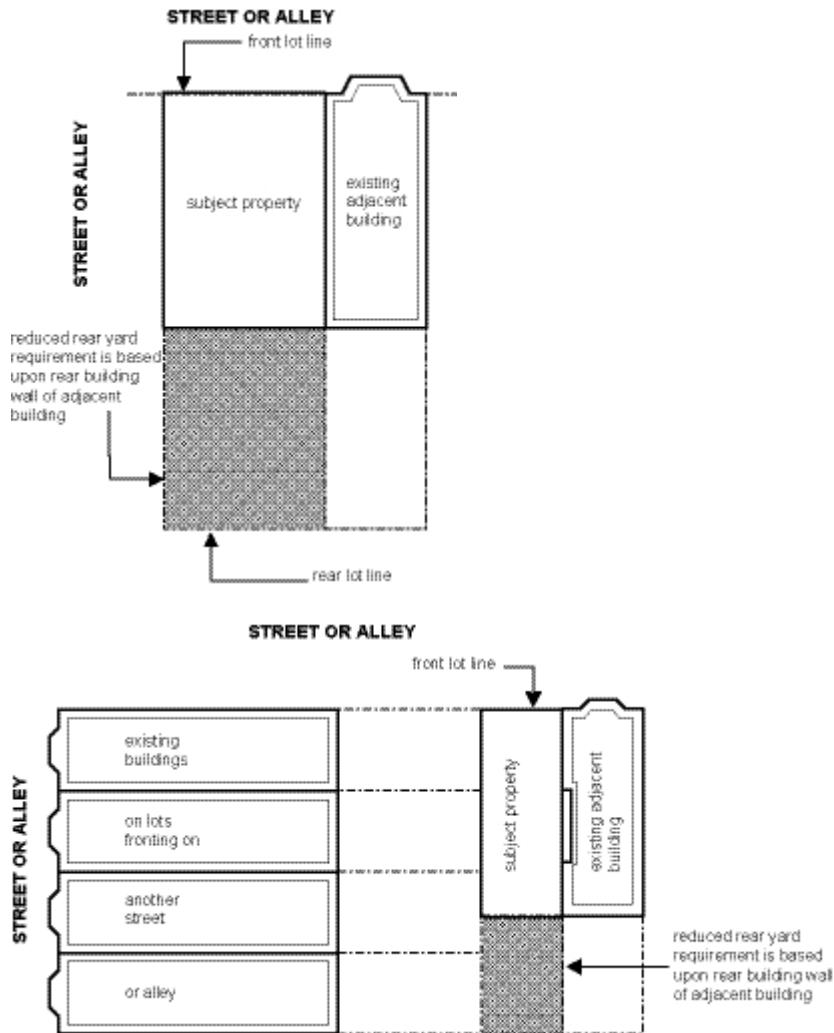 STREET OR ALLEY
front lot line
STREET OR ALLEY
subject property
existing
adjacent
building
reduced rear yard
requirement is based
upon rear building
wall of adjacent
building
rear lot line
STREET OR ALLEY
front lot line
STREET OR ALLEY
existing
buildings
on lots
fronting on
another
street
or alley
subject property
existing adjacent
building
reduced rear yard
requirement is based
upon rear building wall
of adjacent building